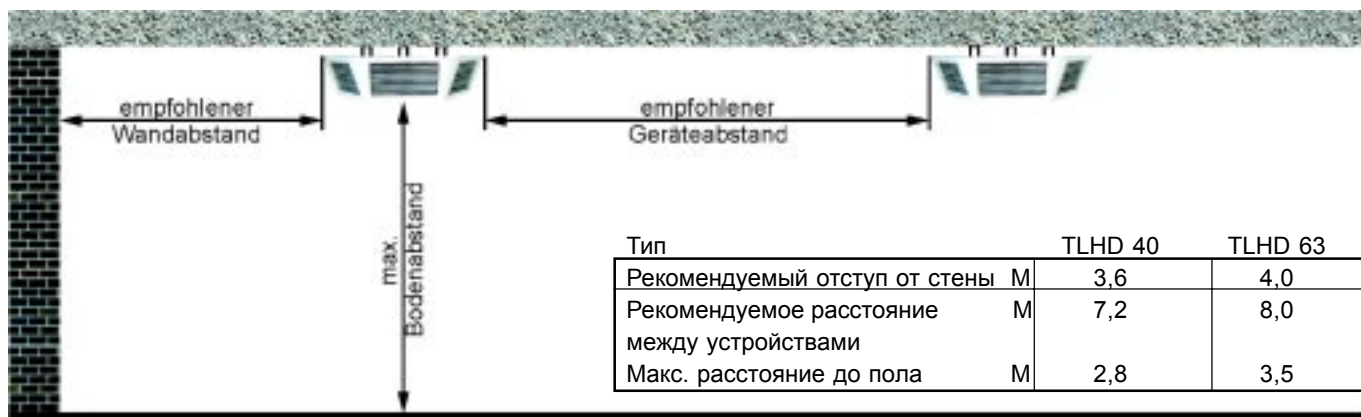 empfohlener
Wandabstand
empfohlener
Geräteabstand
max.
Bodenabstand
Тип TLHD 40 TLHD 63
Рекомендуемый отступ от стены М 3,6 4,0
Рекомендуемое расстояние М 7,2 8,0
между устройствами
Макс. расстояние до пола М 2,8 3,5